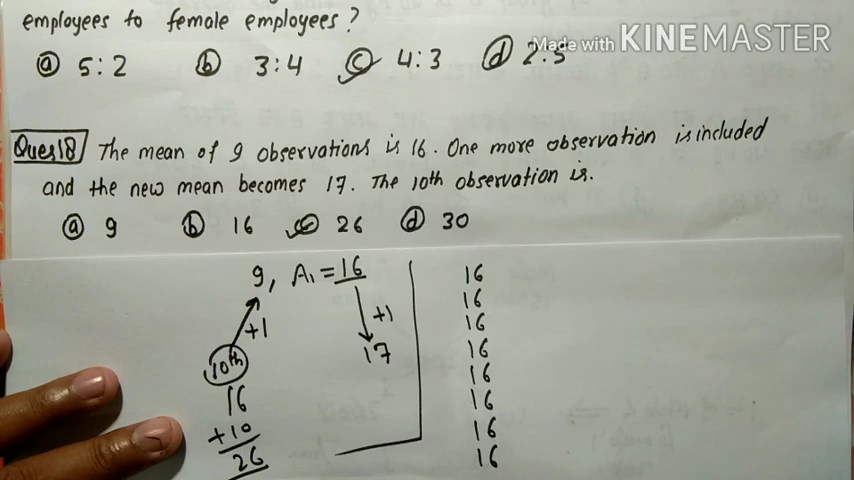 employees to female employees?
Made with KINEMASTER
ⓐ 5:2 ⓑ 3:4 ⓒ 4:3 ⓓ 2:5
Ques18 The mean of 9 observations is 16. One more observation is included
and the new mean becomes 17. The 10th observation is.
ⓐ 9 ⓑ 16 ⓒ 26 ⓓ 30
9, A₁ = 16
+1 +1
10th 17
16
+10
26
16
16
16
16
16
16
16
16